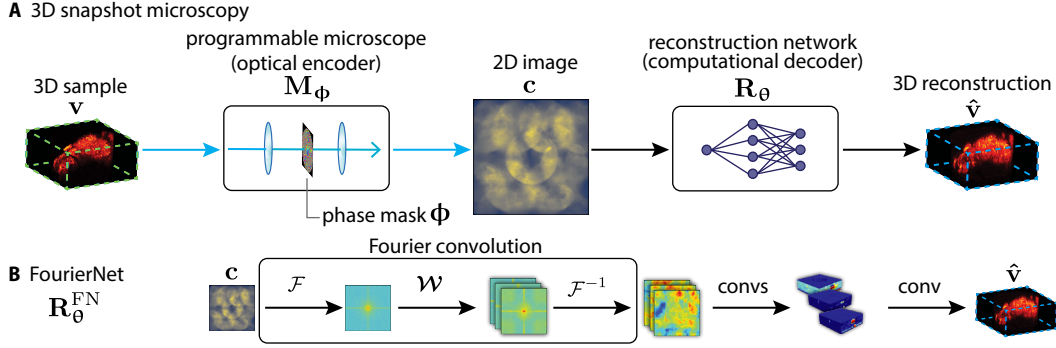 A 3D snapshot microscopy
programmable microscope
(optical encoder)
M_ϕ
3D sample
v
2D image
c
reconstruction network
(computational decoder)
R_θ
3D reconstruction
v̂
phase mask ϕ
B FourierNet
R_θ^FN
c
Fourier convolution
ℱ
𝓦
ℱ⁻¹
convs
conv
v̂